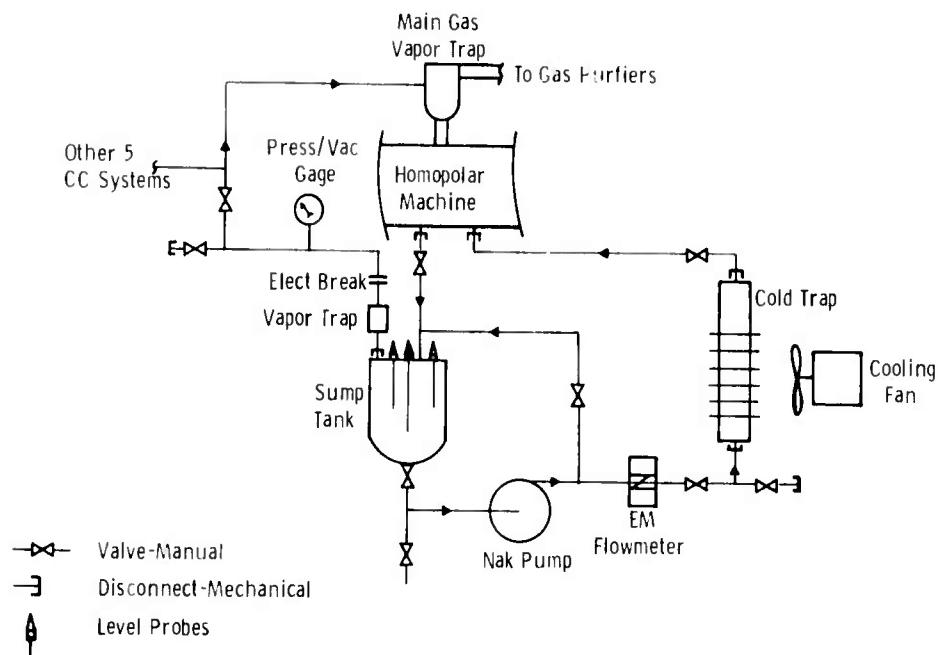 Main Gas
Vapor Trap
To Gas Purfiers
Other 5
CC Systems
Press/Vac
Gage
Homopolar
Machine
Elect Break
Vapor Trap
Cold Trap
Cooling
Fan
Sump
Tank
EM
Flowmeter
Nak Pump
Valve-Manual
Disconnect-Mechanical
Level Probes